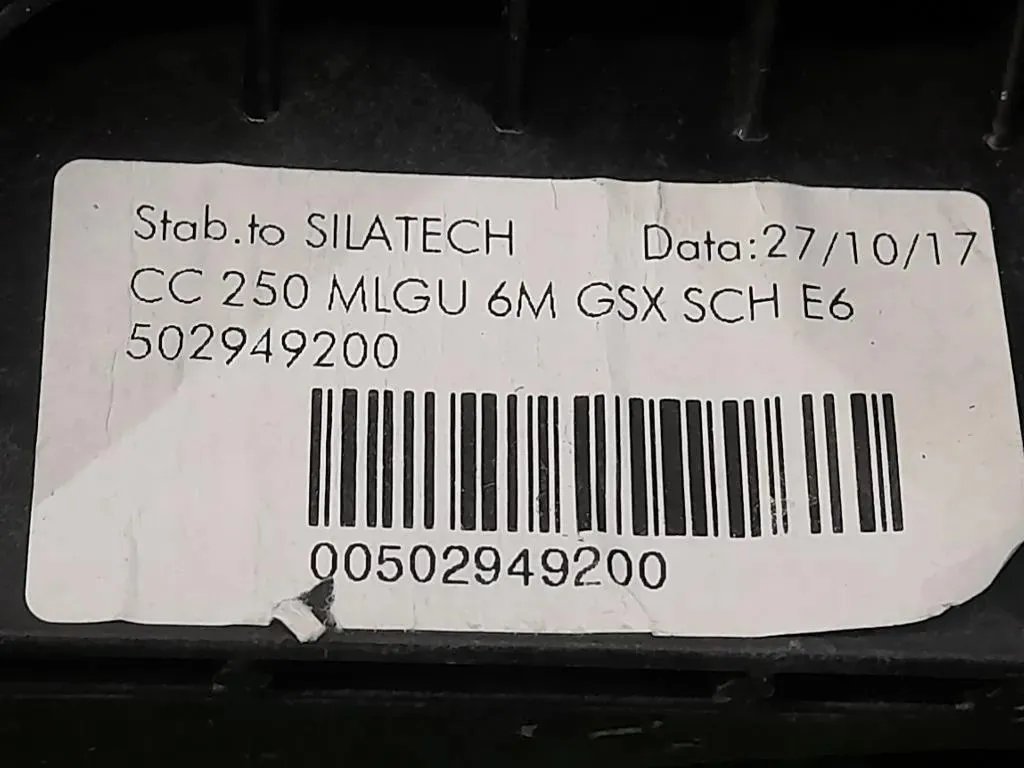 Stab.to SILATECH Data:27/10/17
CC 250 MLGU 6M GSX SCH E6
502949200
00502949200